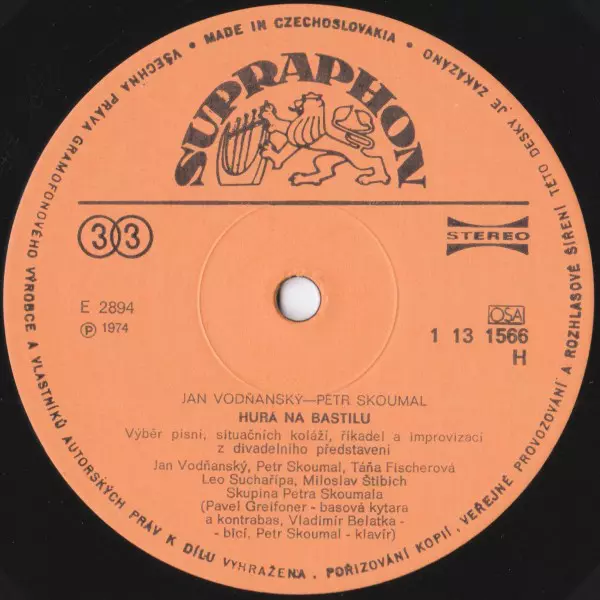 • MADE IN CZECHOSLOVAKIA •
VŠECHNA PRÁVA GRAMOFONOVÉHO VÝROBCE A VLASTNÍKŮ AUTORSKÝCH PRÁV K DÍLU VYHRAŽENA. POŘIZOVÁNÍ KOPIÍ, VEŘEJNÉ PROVOZOVÁNÍ A ROZHLASOVÉ ŠÍŘENÍ TÉTO DESKY JE ZAKÁZÁNO
SUPRAPHON
33
STEREO
E 2894
℗ 1974
OSA
1 13 1566
H
JAN VODŇANSKÝ—PETR SKOUMAL
HURÁ NA BASTILU
Výběr písní, situačních koláží, říkadel a improvizací
z divadelního představení
Jan Vodňanský, Petr Skoumal, Táňa Fischerová
Leo Suchařípa, Miloslav Štibich
Skupina Petra Skoumala
(Pavel Greifoner - basová kytara
a kontrabas, Vladimír Belatka -
- bicí, Petr Skoumal - klavír)